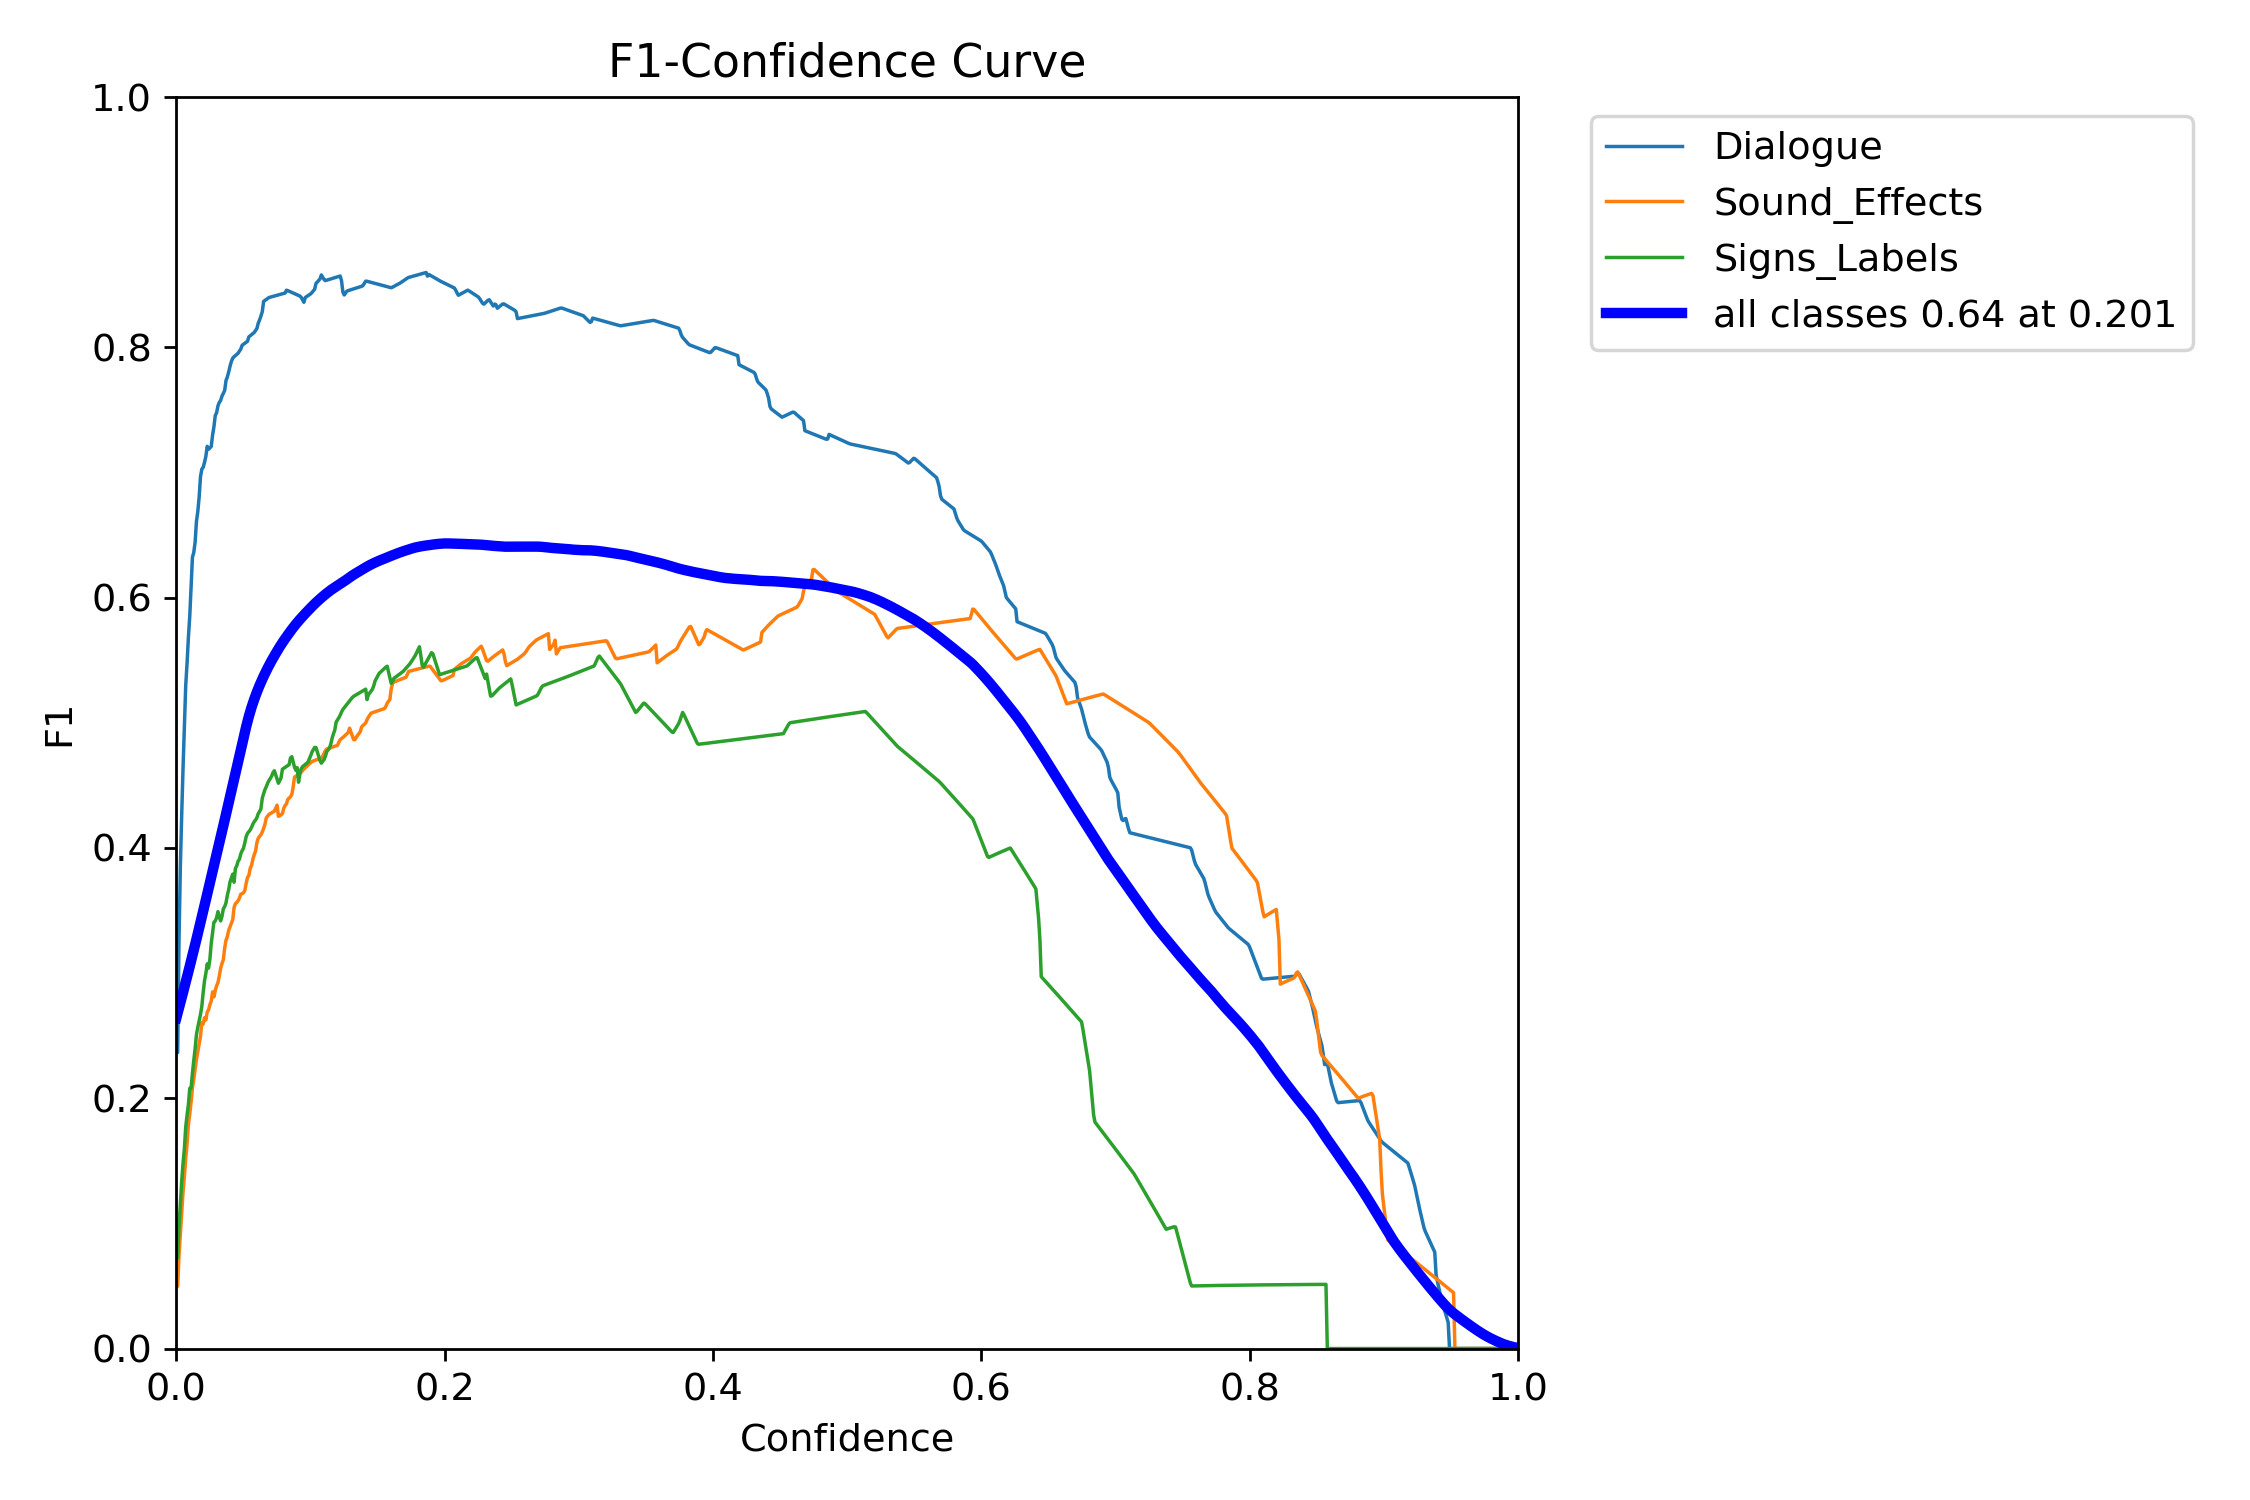 F1-Confidence Curve
1.0
0.8
0.6
0.4
0.2
0.0
F1
0.0 0.2 0.4 0.6 0.8 1.0
Confidence
Dialogue
Sound_Effects
Signs_Labels
all classes 0.64 at 0.201